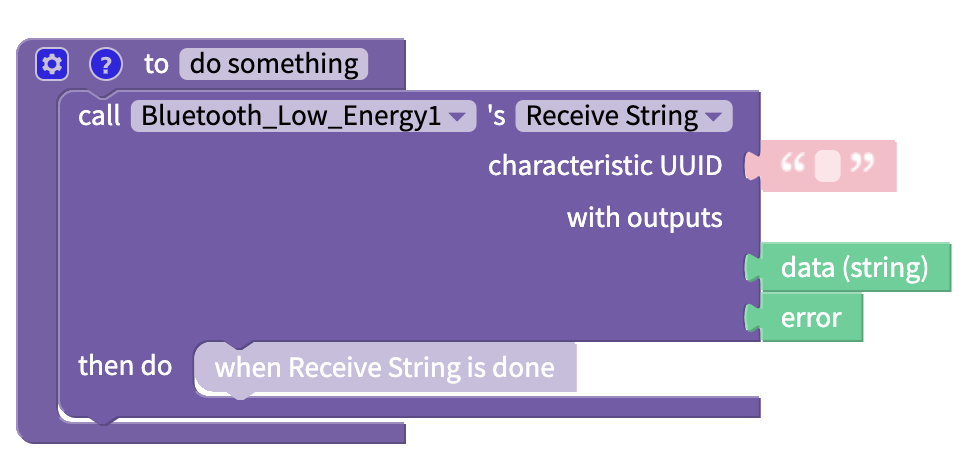 ? to do something
call Bluetooth_Low_Energy1 's Receive String
characteristic UUID “ ”
with outputs
data (string)
error
then do when Receive String is done